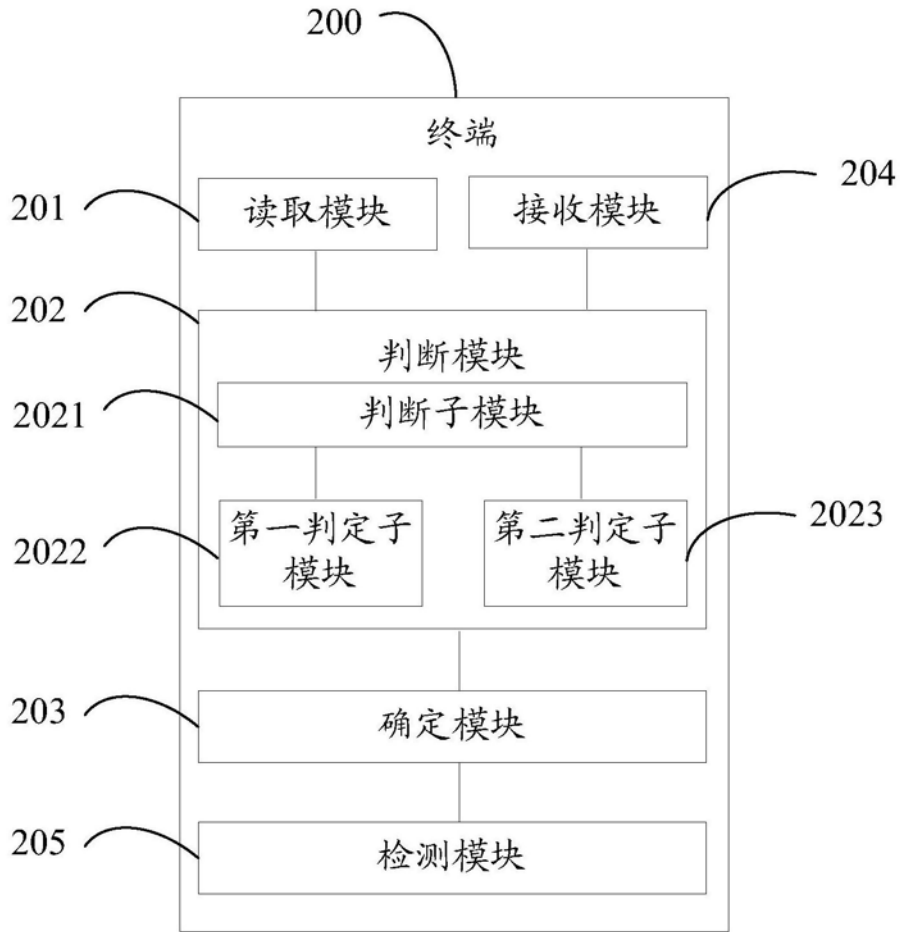 200
终端
201
读取模块
接收模块
204
202
判断模块
2021
判断子模块
2022
第一判定子
模块
第二判定子
模块
2023
203
确定模块
205
检测模块